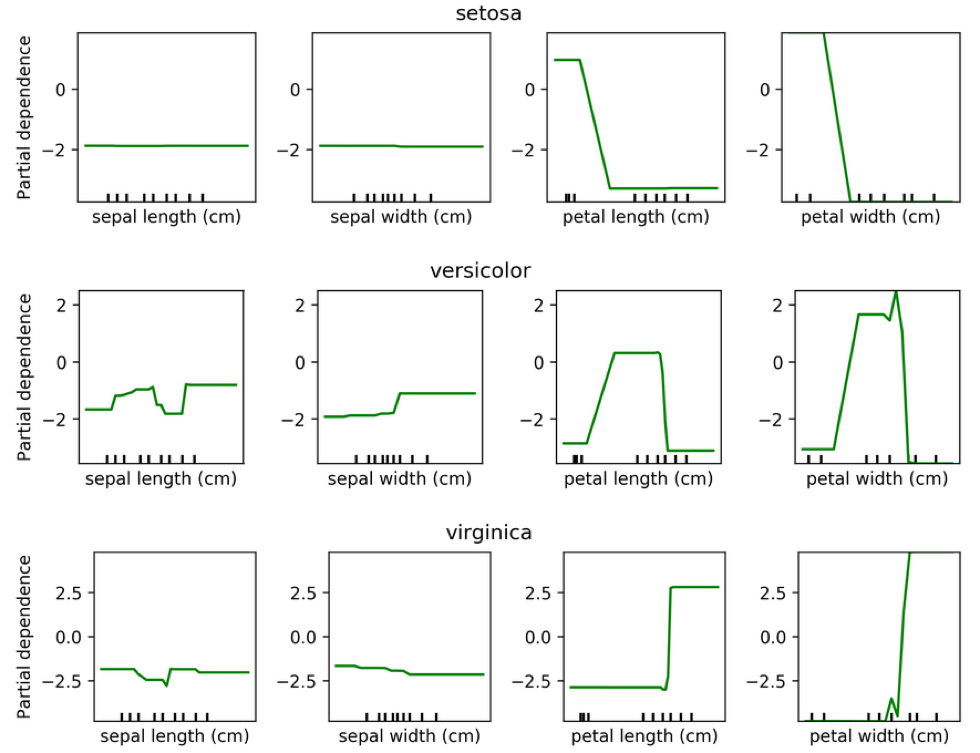 setosa
Partial dependence
0
−2
0
−2
0
−2
0
−2
sepal length (cm)
sepal width (cm)
petal length (cm)
petal width (cm)
versicolor
Partial dependence
2
0
−2
2
0
−2
2
0
−2
2
0
−2
sepal length (cm)
sepal width (cm)
petal length (cm)
petal width (cm)
virginica
Partial dependence
2.5
0.0
−2.5
2.5
0.0
−2.5
2.5
0.0
−2.5
2.5
0.0
−2.5
sepal length (cm)
sepal width (cm)
petal length (cm)
petal width (cm)